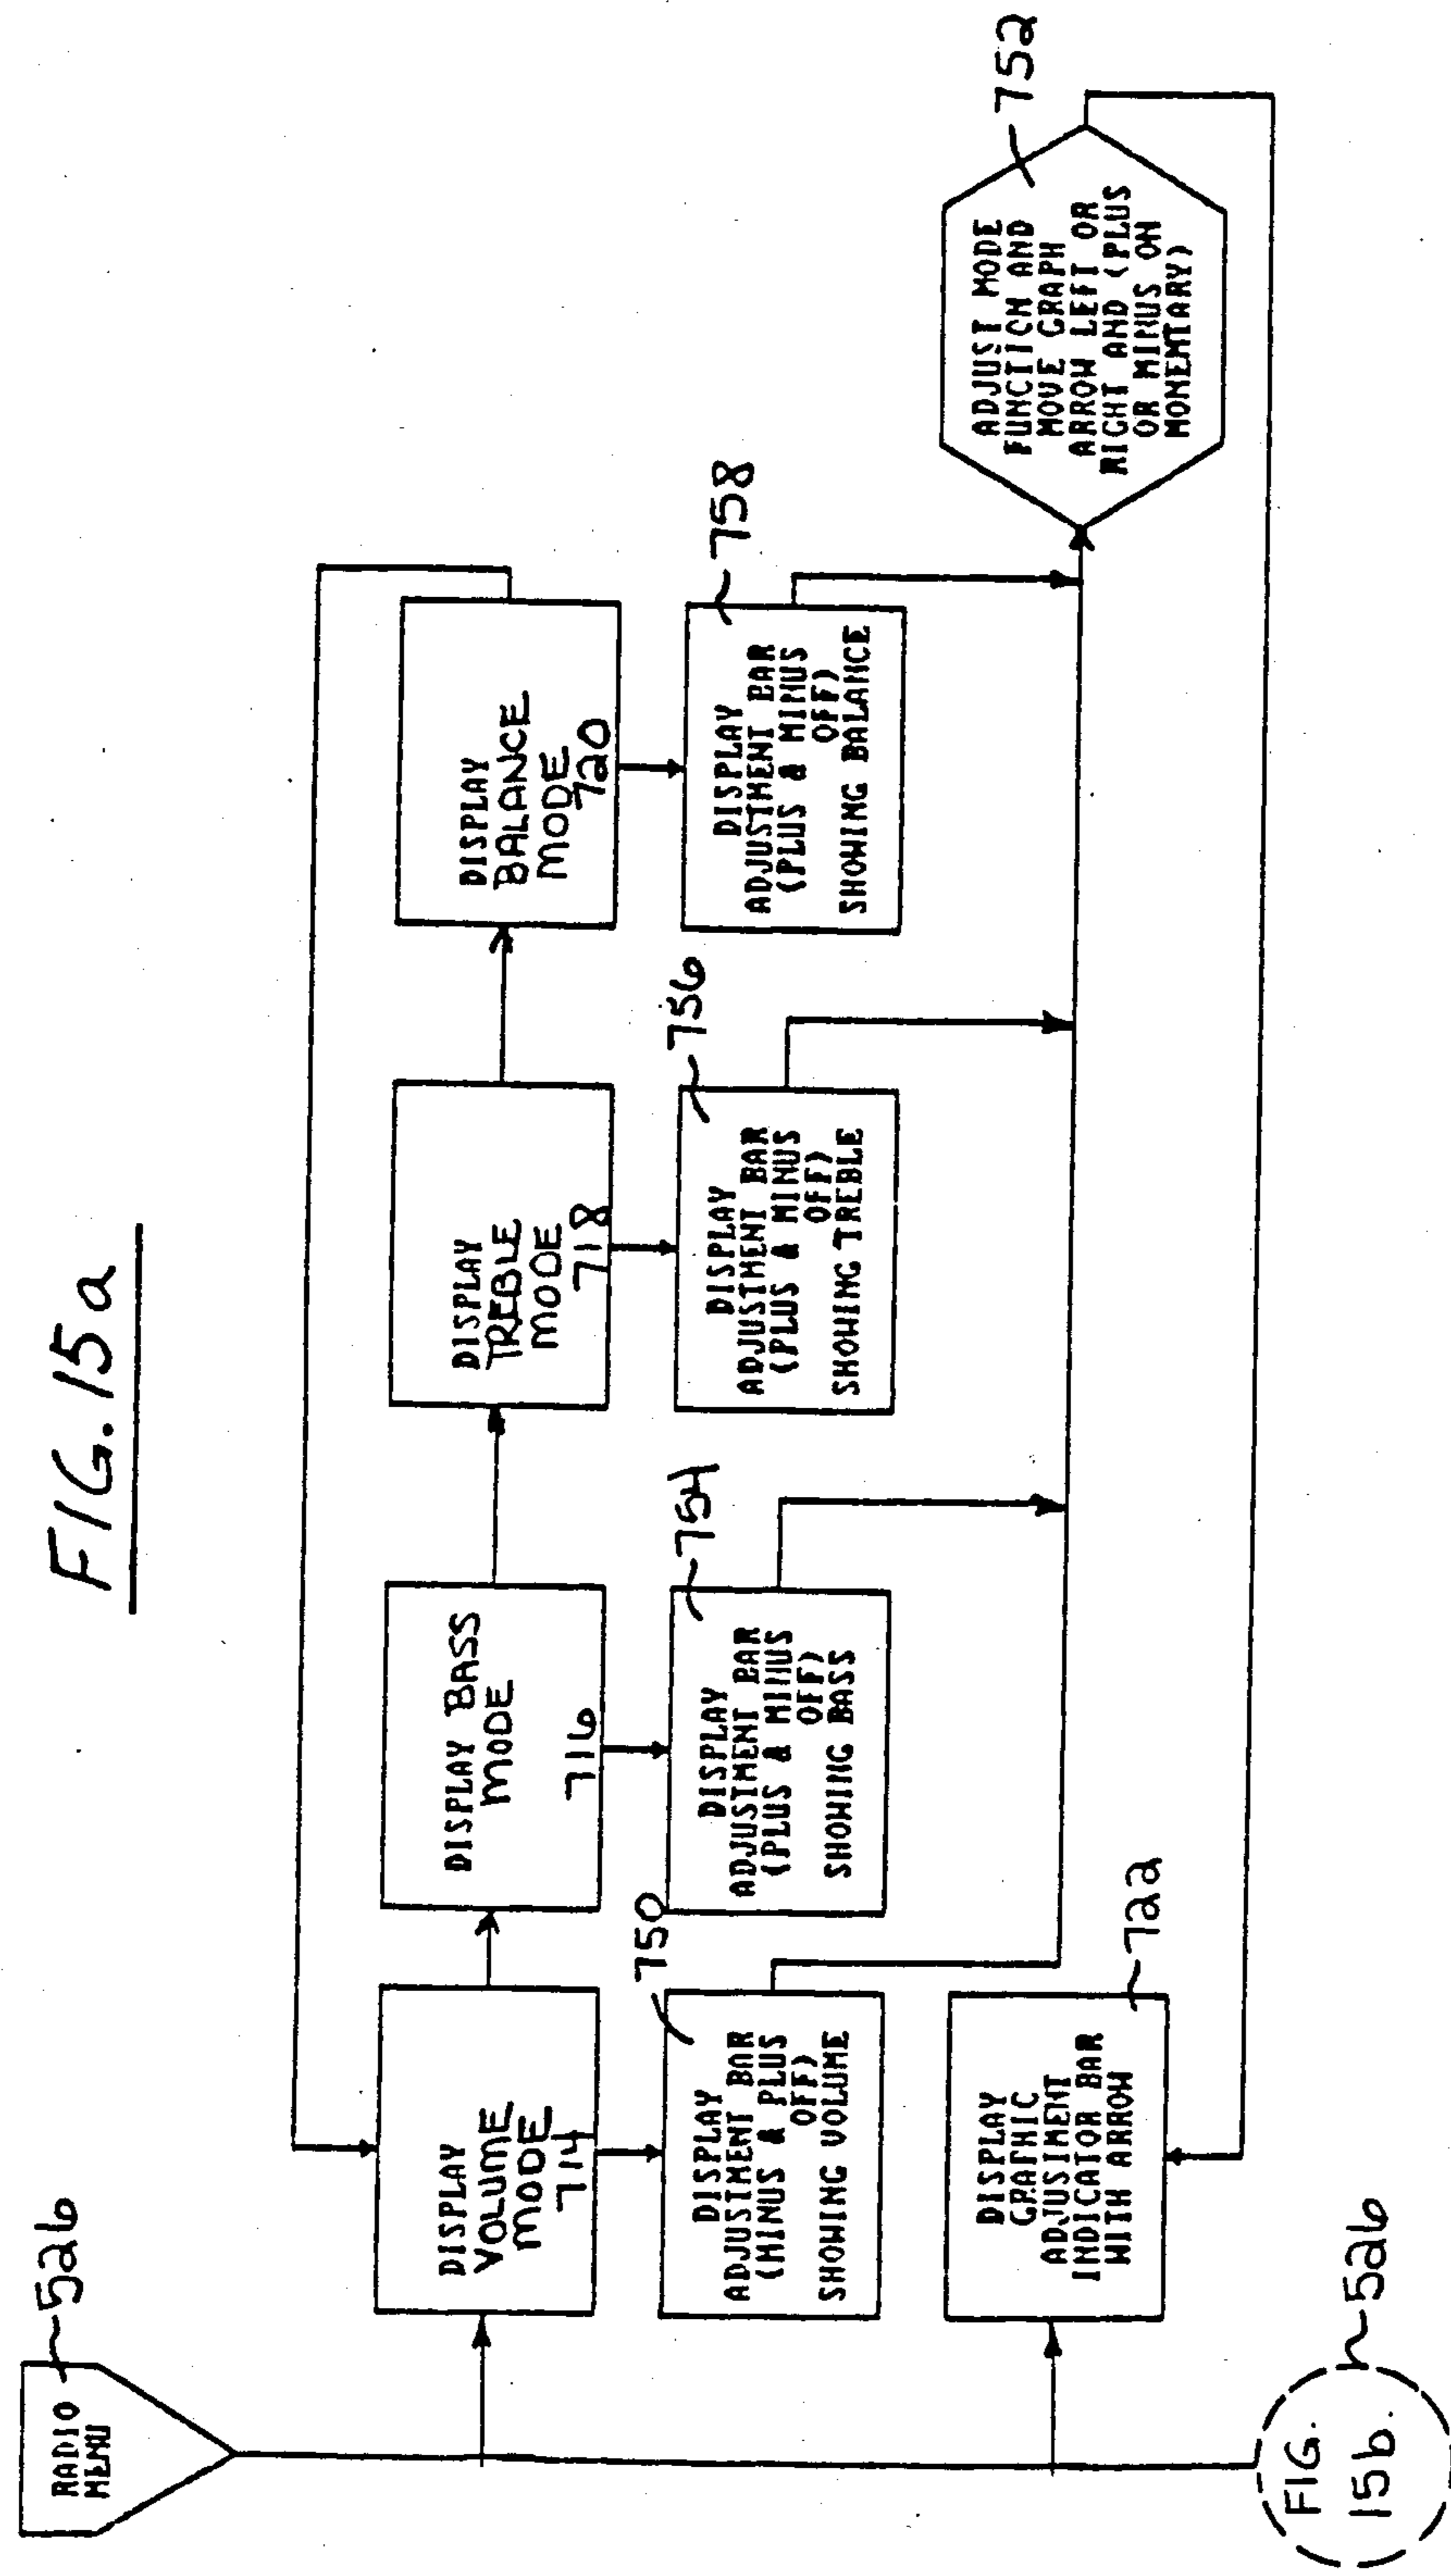 FIG. 15a
RADIO
MENU
526
DISPLAY
VOLUME
MODE
714
DISPLAY BASS
MODE
716
DISPLAY
TREBLE
MODE
718
DISPLAY
BALANCE
MODE
720
750
DISPLAY
ADJUSTMENT BAR
(MINUS & PLUS
OFF)
SHOWING VOLUME
754
DISPLAY
ADJUSTMENT BAR
(PLUS & MINUS
OFF)
SHOWING BASS
756
DISPLAY
ADJUSTMENT BAR
(PLUS & MINUS
OFF)
SHOWING TREBLE
758
DISPLAY
ADJUSTMENT BAR
(PLUS & MINUS
OFF)
SHOWING BALANCE
DISPLAY
GRAPHIC
ADJUSTMENT
INDICATOR BAR
WITH ARROW
722
ADJUST MODE
FUNCTION AND
MOVE GRAPH
ARROW LEFT OR
RIGHT AND (PLUS
OR MINUS ON
MONEMTARY)
752
FIG.
15b.
526